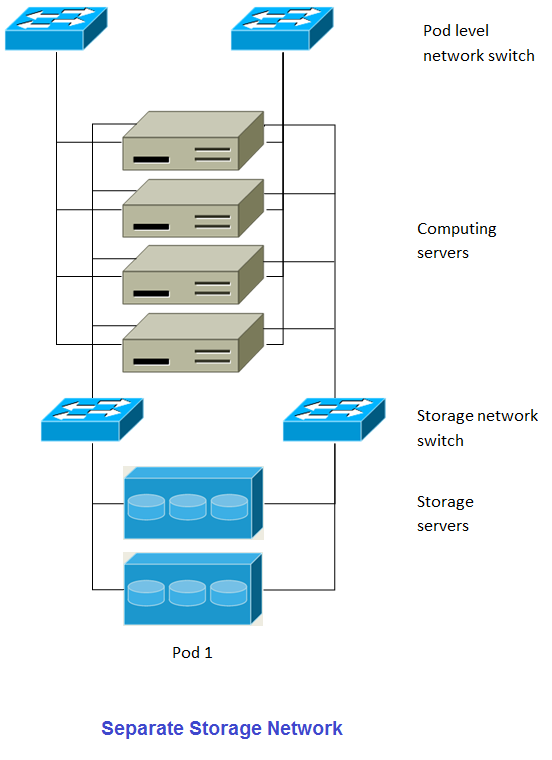 Pod level
network switch
Computing
servers
Storage network
switch
Storage
servers
Pod 1
Separate Storage Network